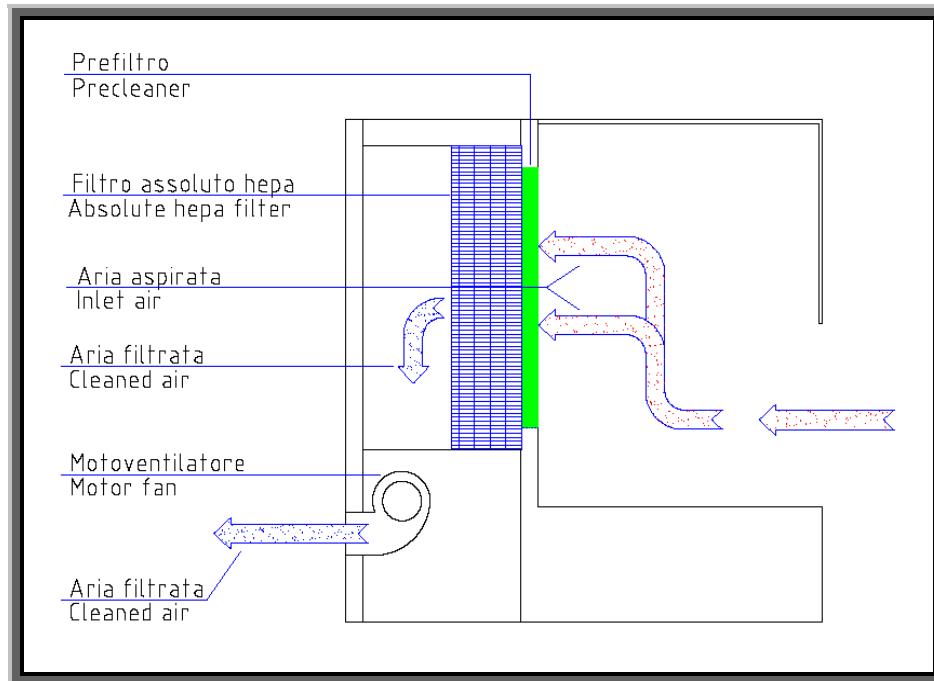 Prefiltro
Precleaner
Filtro assoluto hepa
Absolute hepa filter
Aria aspirata
Inlet air
Aria filtrata
Cleaned air
Motoventilatore
Motor fan
Aria filtrata
Cleaned air